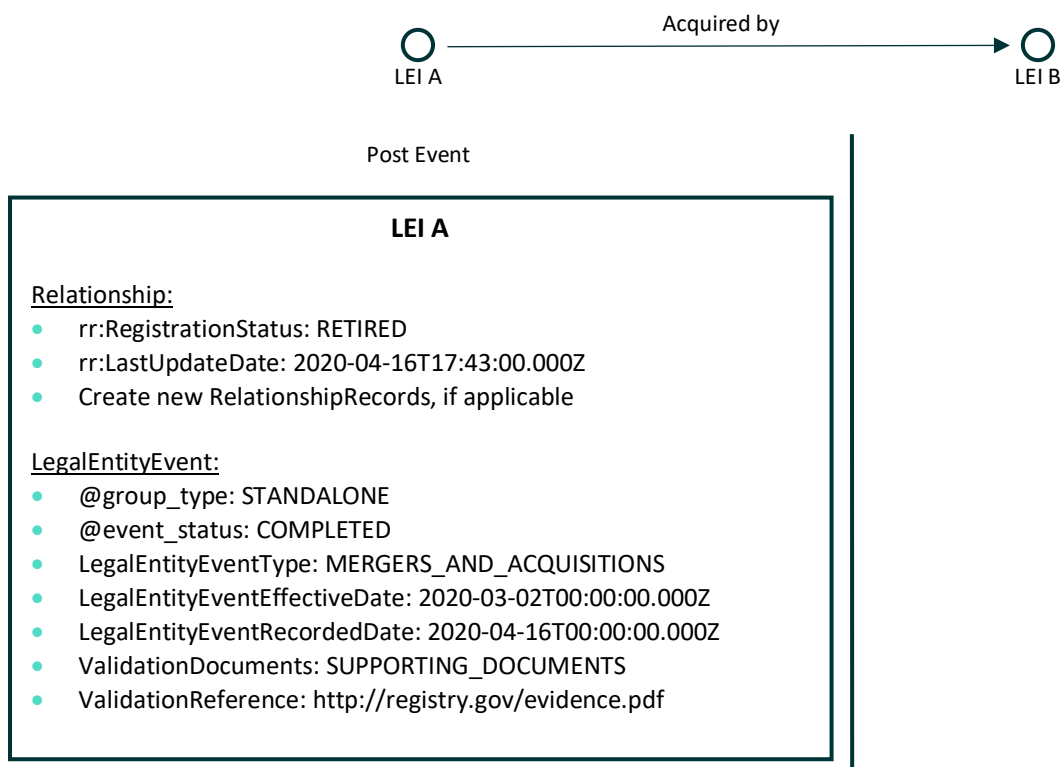 Acquired by
LEI A
LEI B
Post Event
LEI A
Relationship:
• rr:RegistrationStatus: RETIRED
• rr:LastUpdateDate: 2020-04-16T17:43:00.000Z
• Create new RelationshipRecords, if applicable
LegalEntityEvent:
• @group_type: STANDALONE
• @event_status: COMPLETED
• LegalEntityEventType: MERGERS_AND_ACQUISITIONS
• LegalEntityEventEffectiveDate: 2020-03-02T00:00:00.000Z
• LegalEntityEventRecordedDate: 2020-04-16T00:00:00.000Z
• ValidationDocuments: SUPPORTING_DOCUMENTS
• ValidationReference: http://registry.gov/evidence.pdf